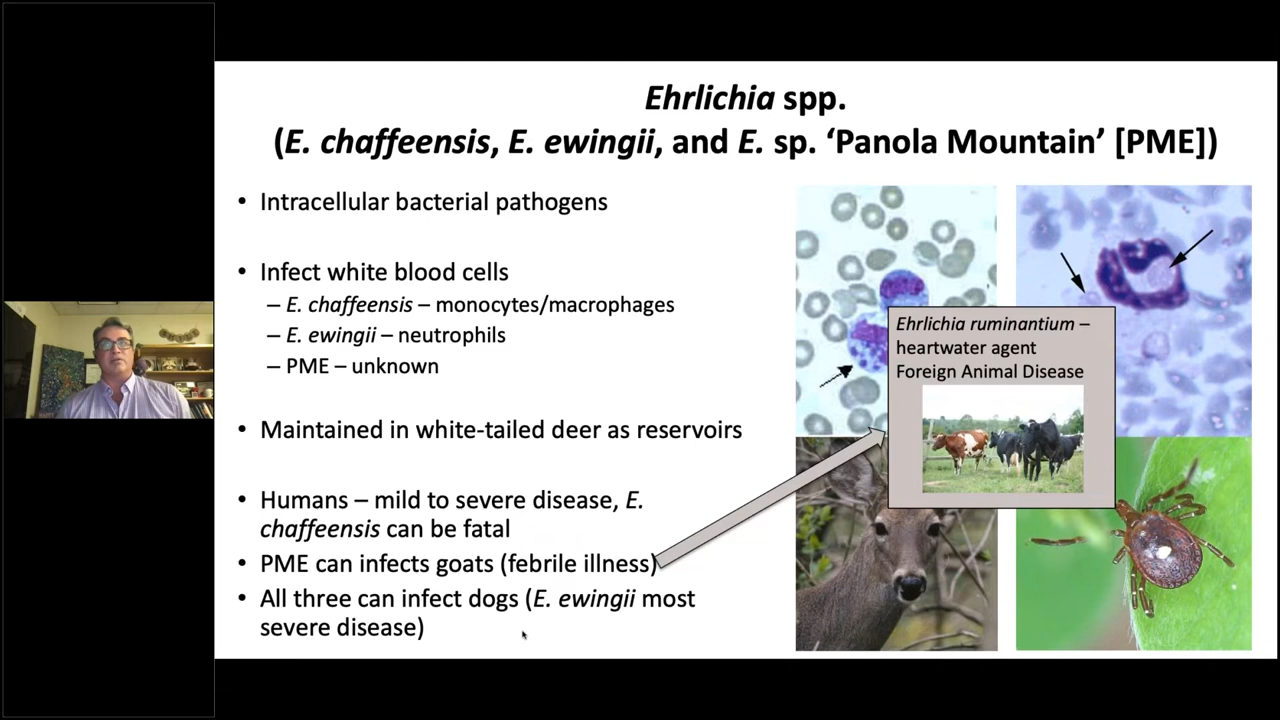 Ehrlichia spp.
(E. chaffeensis, E. ewingii, and E. sp. ‘Panola Mountain’ [PME])
• Intracellular bacterial pathogens
• Infect white blood cells
– E. chaffeensis – monocytes/macrophages
– E. ewingii – neutrophils
– PME – unknown
• Maintained in white-tailed deer as reservoirs
• Humans – mild to severe disease, E.
chaffeensis can be fatal
• PME can infects goats (febrile illness)
• All three can infect dogs (E. ewingii most
severe disease)
Ehrlichia ruminantium –
heartwater agent
Foreign Animal Disease